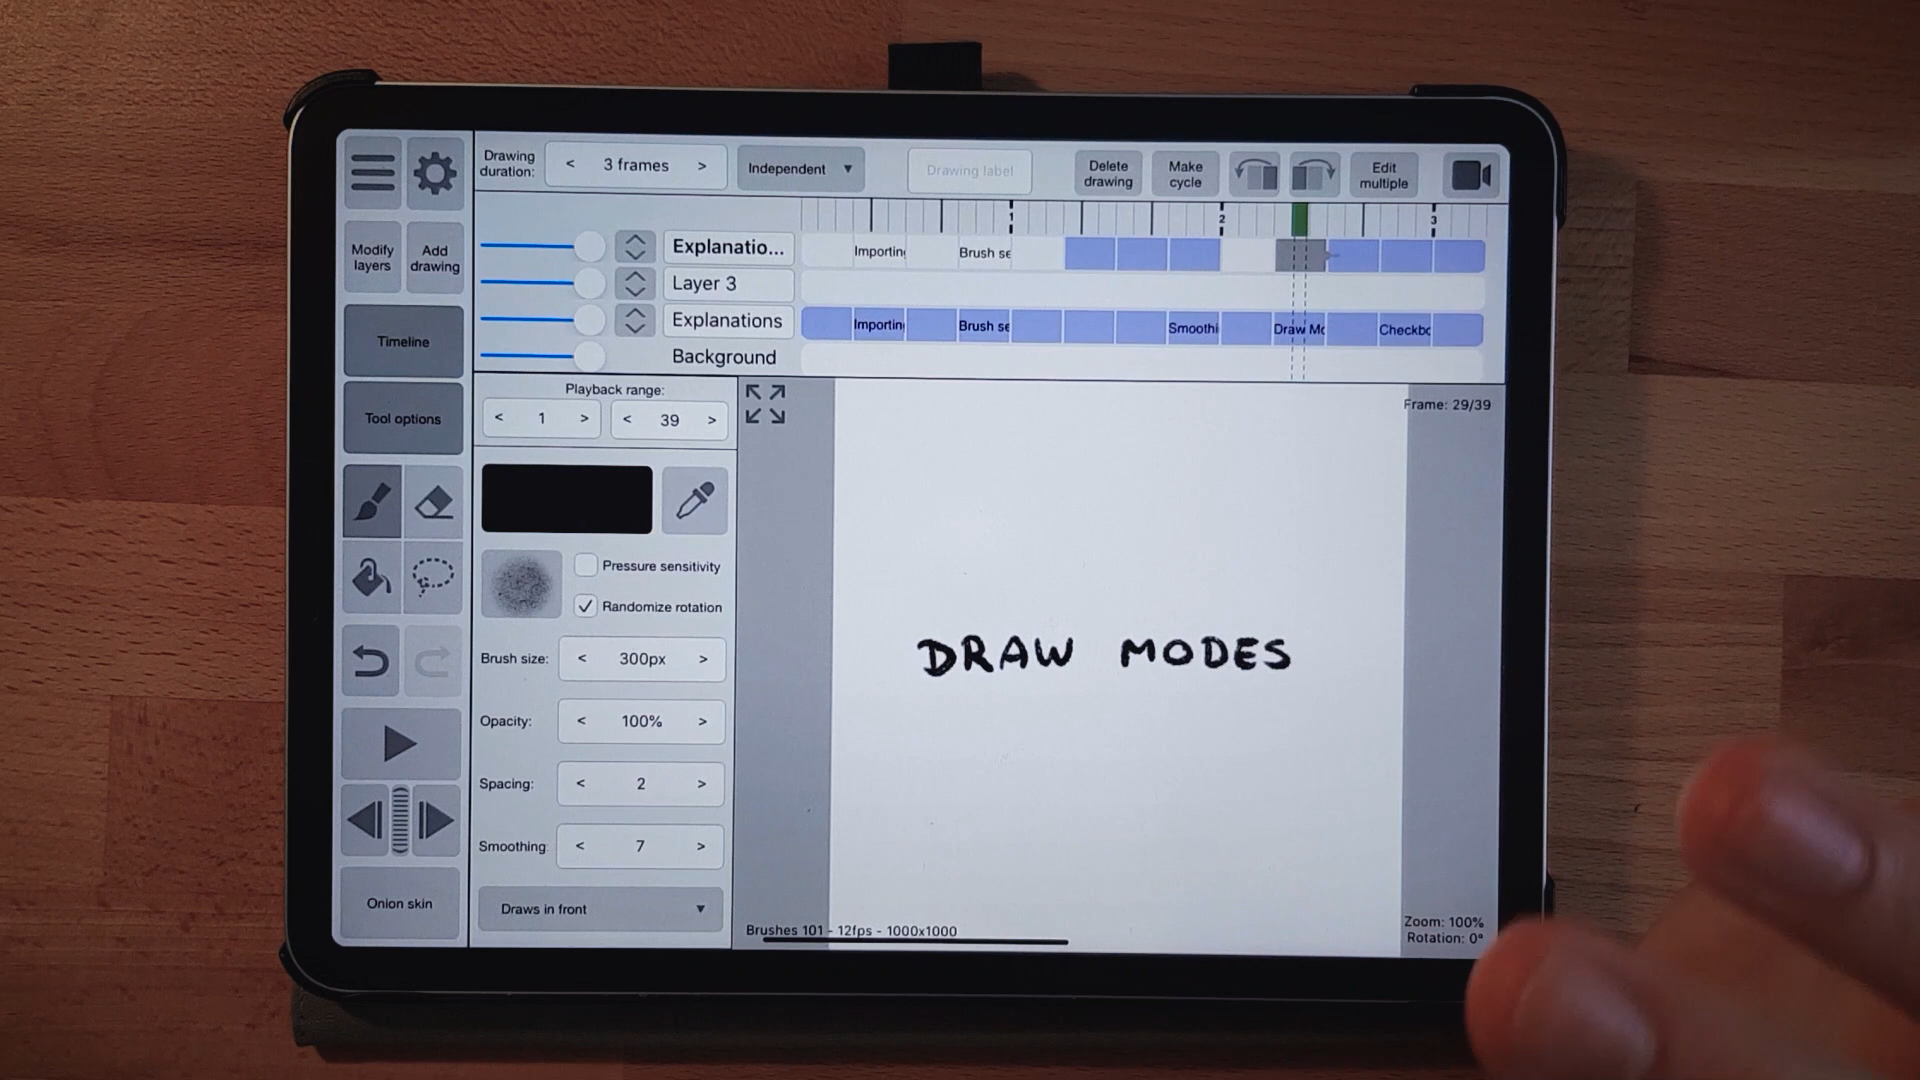 Drawing duration: < 3 frames > Independent ▼ Drawing label Delete drawing Make cycle Edit multiple
1 2 3
Modify layers Add drawing
Explanatio... Importin Brush se
Layer 3
Explanations Importin Brush se Smoothi Draw Mo Checkbo
Background
Timeline
Tool options
Playback range:
< 1 > < 39 >
Frame: 29/39
Pressure sensitivity
Randomize rotation
Brush size: < 300px >
DRAW MODES
Opacity: < 100% >
Spacing: < 2 >
Smoothing < 7 >
Onion skin
Draws in front ▼
Brushes 101 - 12fps - 1000x1000
Zoom: 100%
Rotation: 0°